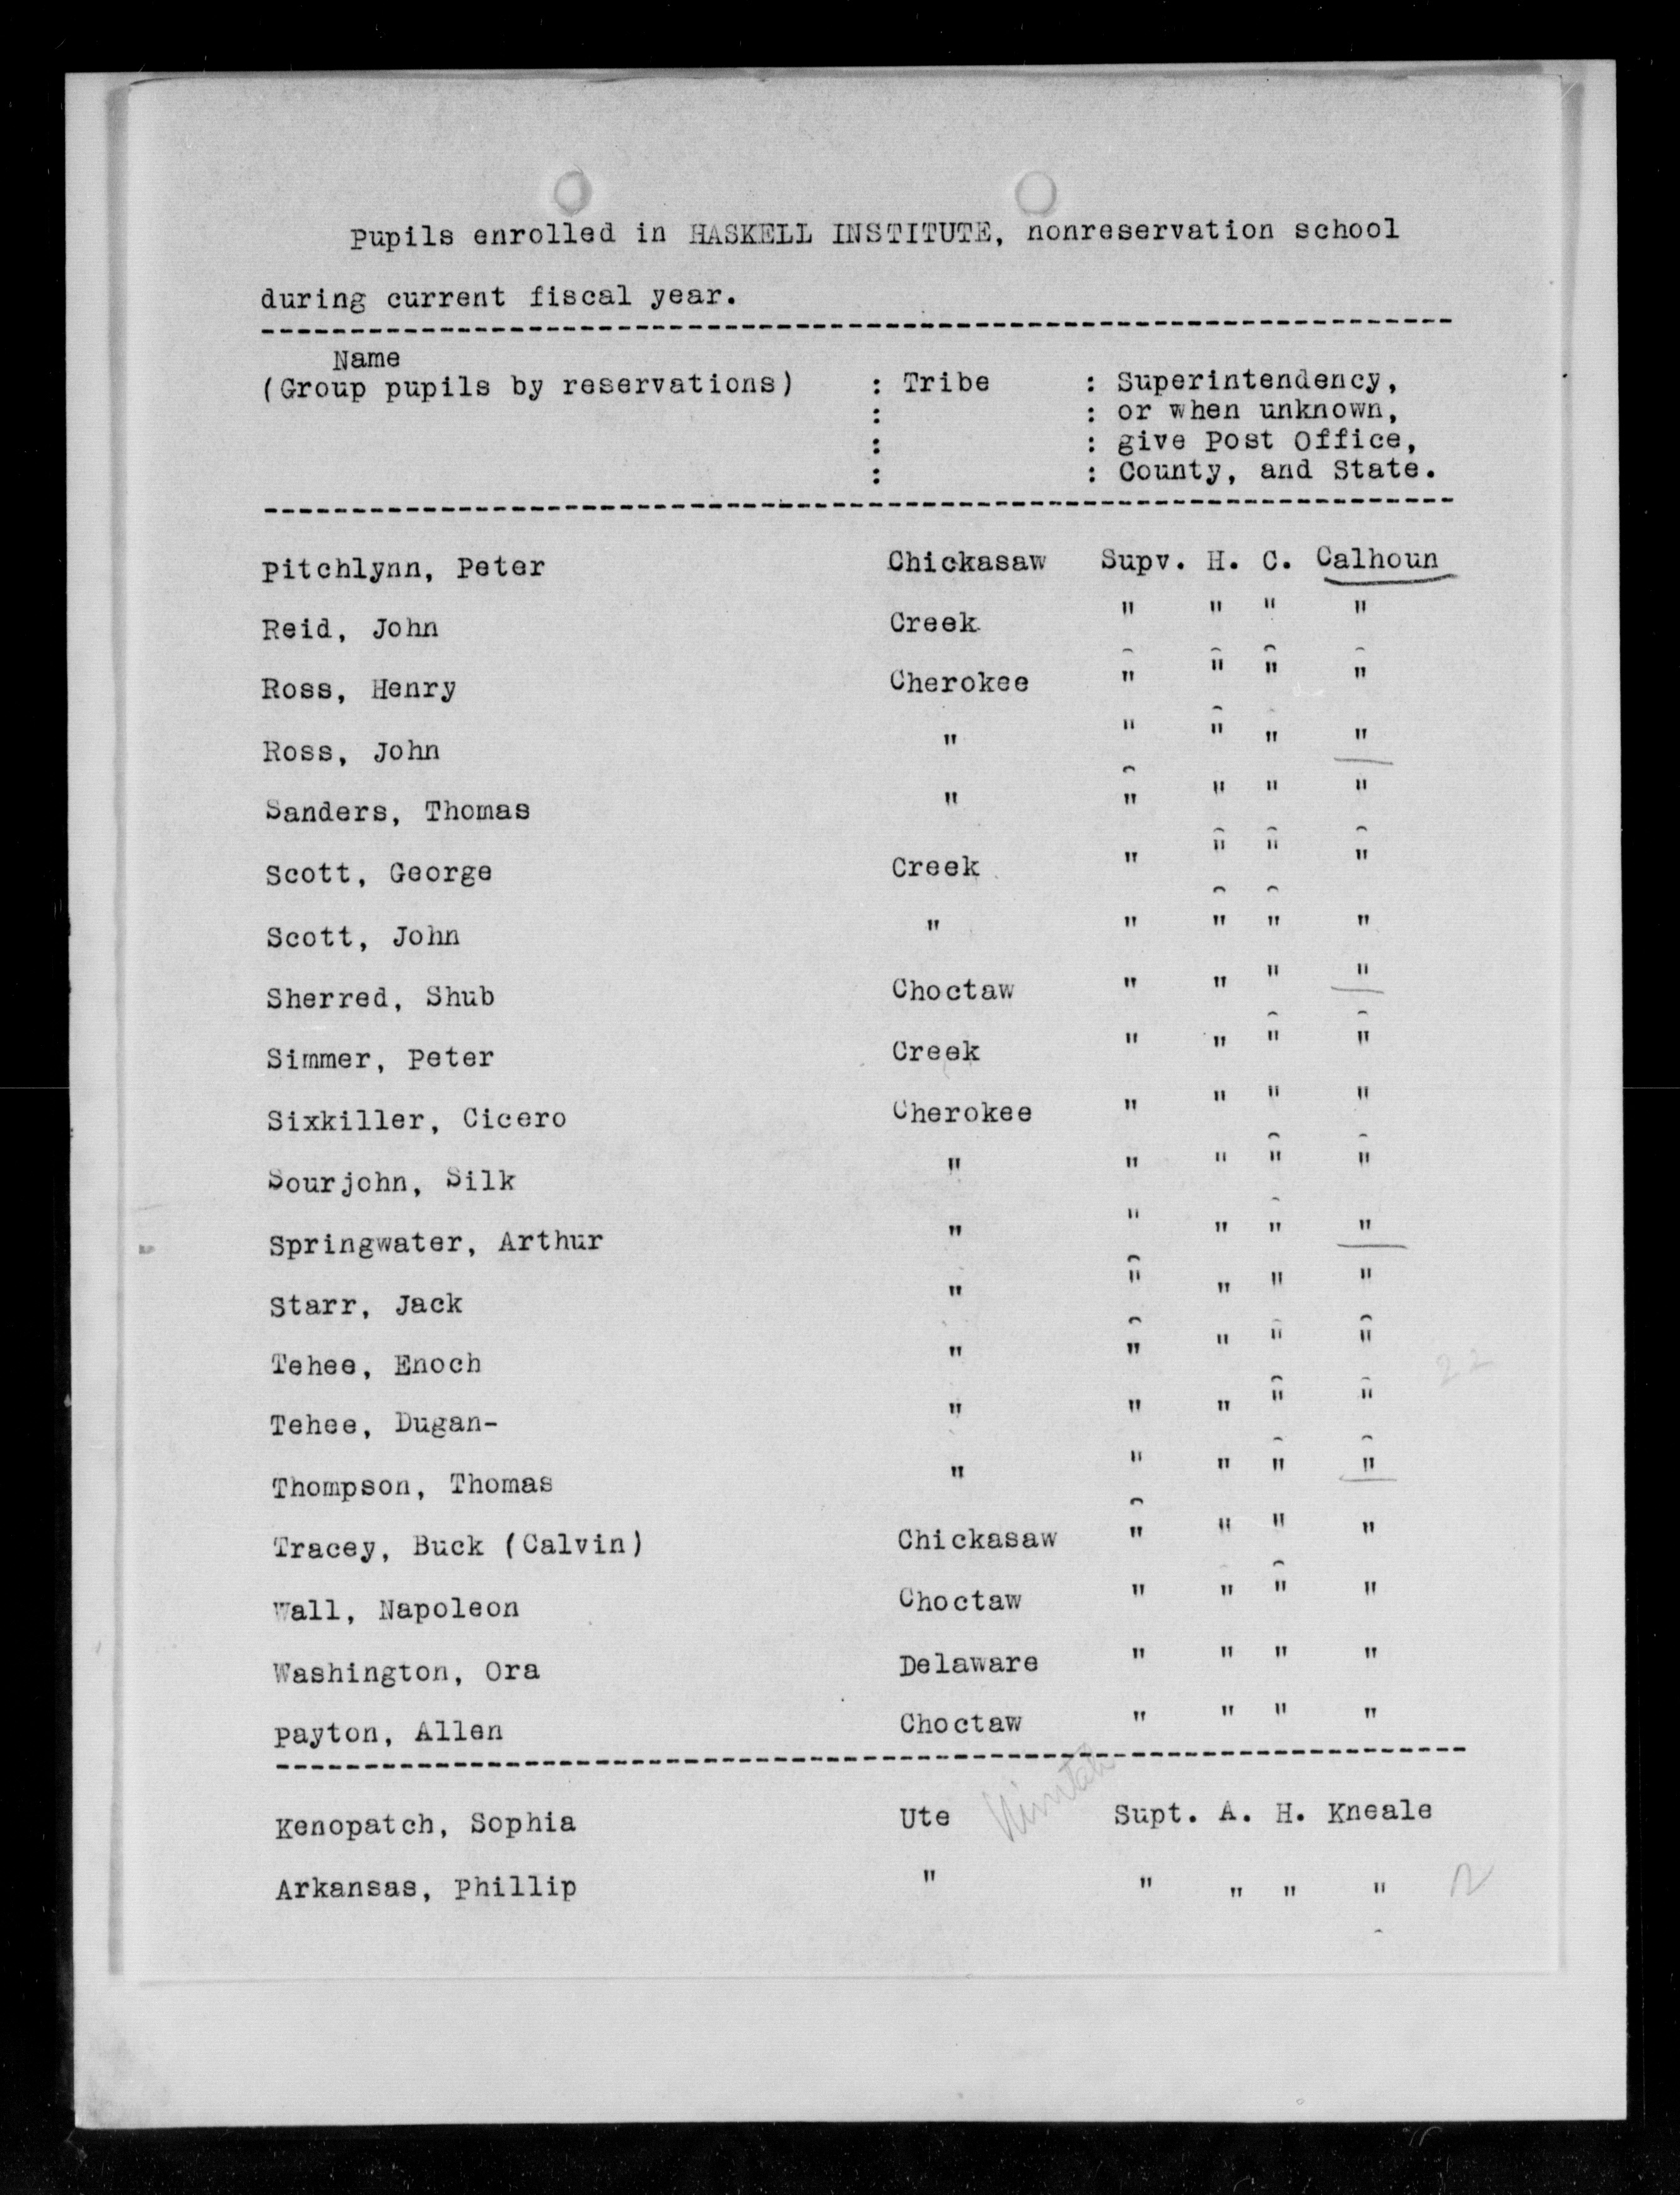 Pupils enrolled in HASKELL INSTITUTE, nonreservation school
during current fiscal year.
Name
(Group pupils by reservations) : Tribe : Superintendency,
: : or when unknown,
: : give Post Office,
: : County, and State.
Pitchlynn, Peter Chickasaw Supv. H. C. Calhoun
Reid, John Creek " " " "
Ross, Henry Cherokee " " " "
Ross, John " " " " "
Sanders, Thomas " " " " "
Scott, George Creek " " " "
Scott, John " " " " "
Sherred, Shub Choctaw " " " "
Simmer, Peter Creek " " " "
Sixkiller, Cicero Cherokee " " " "
Sourjohn, Silk " " " " "
Springwater, Arthur " " " " "
Starr, Jack " " " " "
Tehee, Enoch " " " " "
22
Tehee, Dugan- " " " " "
Thompson, Thomas " " " " "
Tracey, Buck (Calvin) Chickasaw " " " "
Wall, Napoleon Choctaw " " " "
Washington, Ora Delaware " " " "
Payton, Allen Choctaw " " " "
Kenopatch, Sophia Ute Supt. A. H. Kneale
Arkansas, Phillip " " " " "